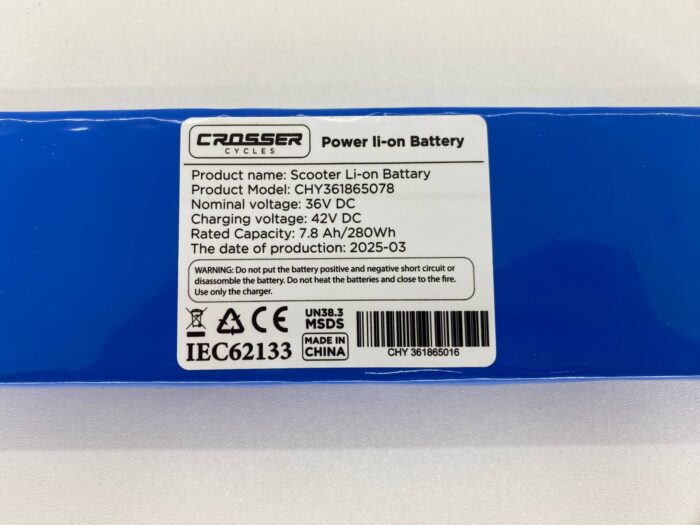 CROSSER
CYCLES
Power li-on Battery
Product name: Scooter Li-on Battary
Product Model: CHY361865078
Nominal voltage: 36V DC
Charging voltage: 42V DC
Rated Capacity: 7.8 Ah/280Wh
The date of production: 2025-03
WARNING: Do not put the battery positive and negative short circuit or
disassomble the battery. Do not heat the batteries and close to the fire.
Use only the charger.
CE
UN38.3
MSDS
IEC62133
MADE IN
CHINA
CHY 361865016